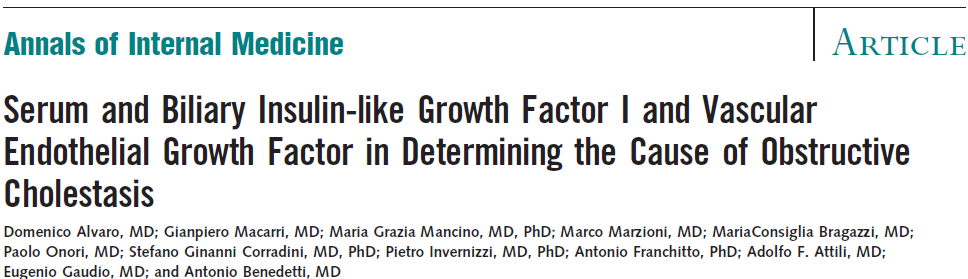 Annals of Internal Medicine
ARTICLE
Serum and Biliary Insulin-like Growth Factor I and Vascular
Endothelial Growth Factor in Determining the Cause of Obstructive
Cholestasis
Domenico Alvaro, MD; Gianpiero Macarri, MD; Maria Grazia Mancino, MD, PhD; Marco Marzioni, MD; MariaConsiglia Bragazzi, MD;
Paolo Onori, MD; Stefano Ginanni Corradini, MD, PhD; Pietro Invernizzi, MD, PhD; Antonio Franchitto, PhD; Adolfo F. Attili, MD;
Eugenio Gaudio, MD; and Antonio Benedetti, MD